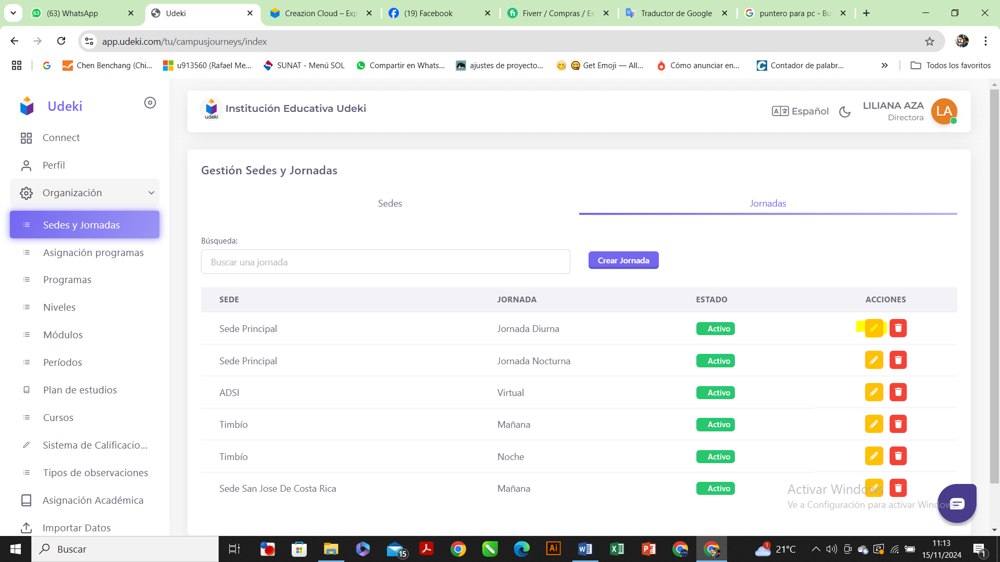 63
(63) WhatsApp
Udeki
Creazion Cloud – Exp
(19) Facebook
Fiverr / Compras / Es
Traductor de Google
puntero para pc - Bu
app.udeki.com/tu/campusjourneys/index
Chen Benchang (Chi...
u913560 (Rafael Me...
SUNAT - Menú SOL
Compartir en Whats...
ajustes de proyecto...
Get Emoji — All...
Cómo anunciar en...
Contador de palabr...
Todos los favoritos
Udeki
Connect
Perfil
Organización
Sedes y Jornadas
Asignación programas
Programas
Niveles
Módulos
Períodos
Plan de estudios
Cursos
Sistema de Calificacio...
Tipos de observaciones
Asignación Académica
Importar Datos
udeki
Institución Educativa Udeki
Español
LILIANA AZA
Directora
LA
Gestión Sedes y Jornadas
Sedes
Jornadas
Búsqueda:
Buscar una jornada
Crear Jornada
SEDE JORNADA ESTADO ACCIONES
Sede Principal Jornada Diurna Activo
Sede Principal Jornada Nocturna Activo
ADSI Virtual Activo
Timbío Mañana Activo
Timbío Noche Activo
Sede San Jose De Costa Rica Mañana Activo
Activar Windows
Ve a Configuración para activar Windows.
Buscar
15
Ai
1
21°C
11:13
15/11/2024
1